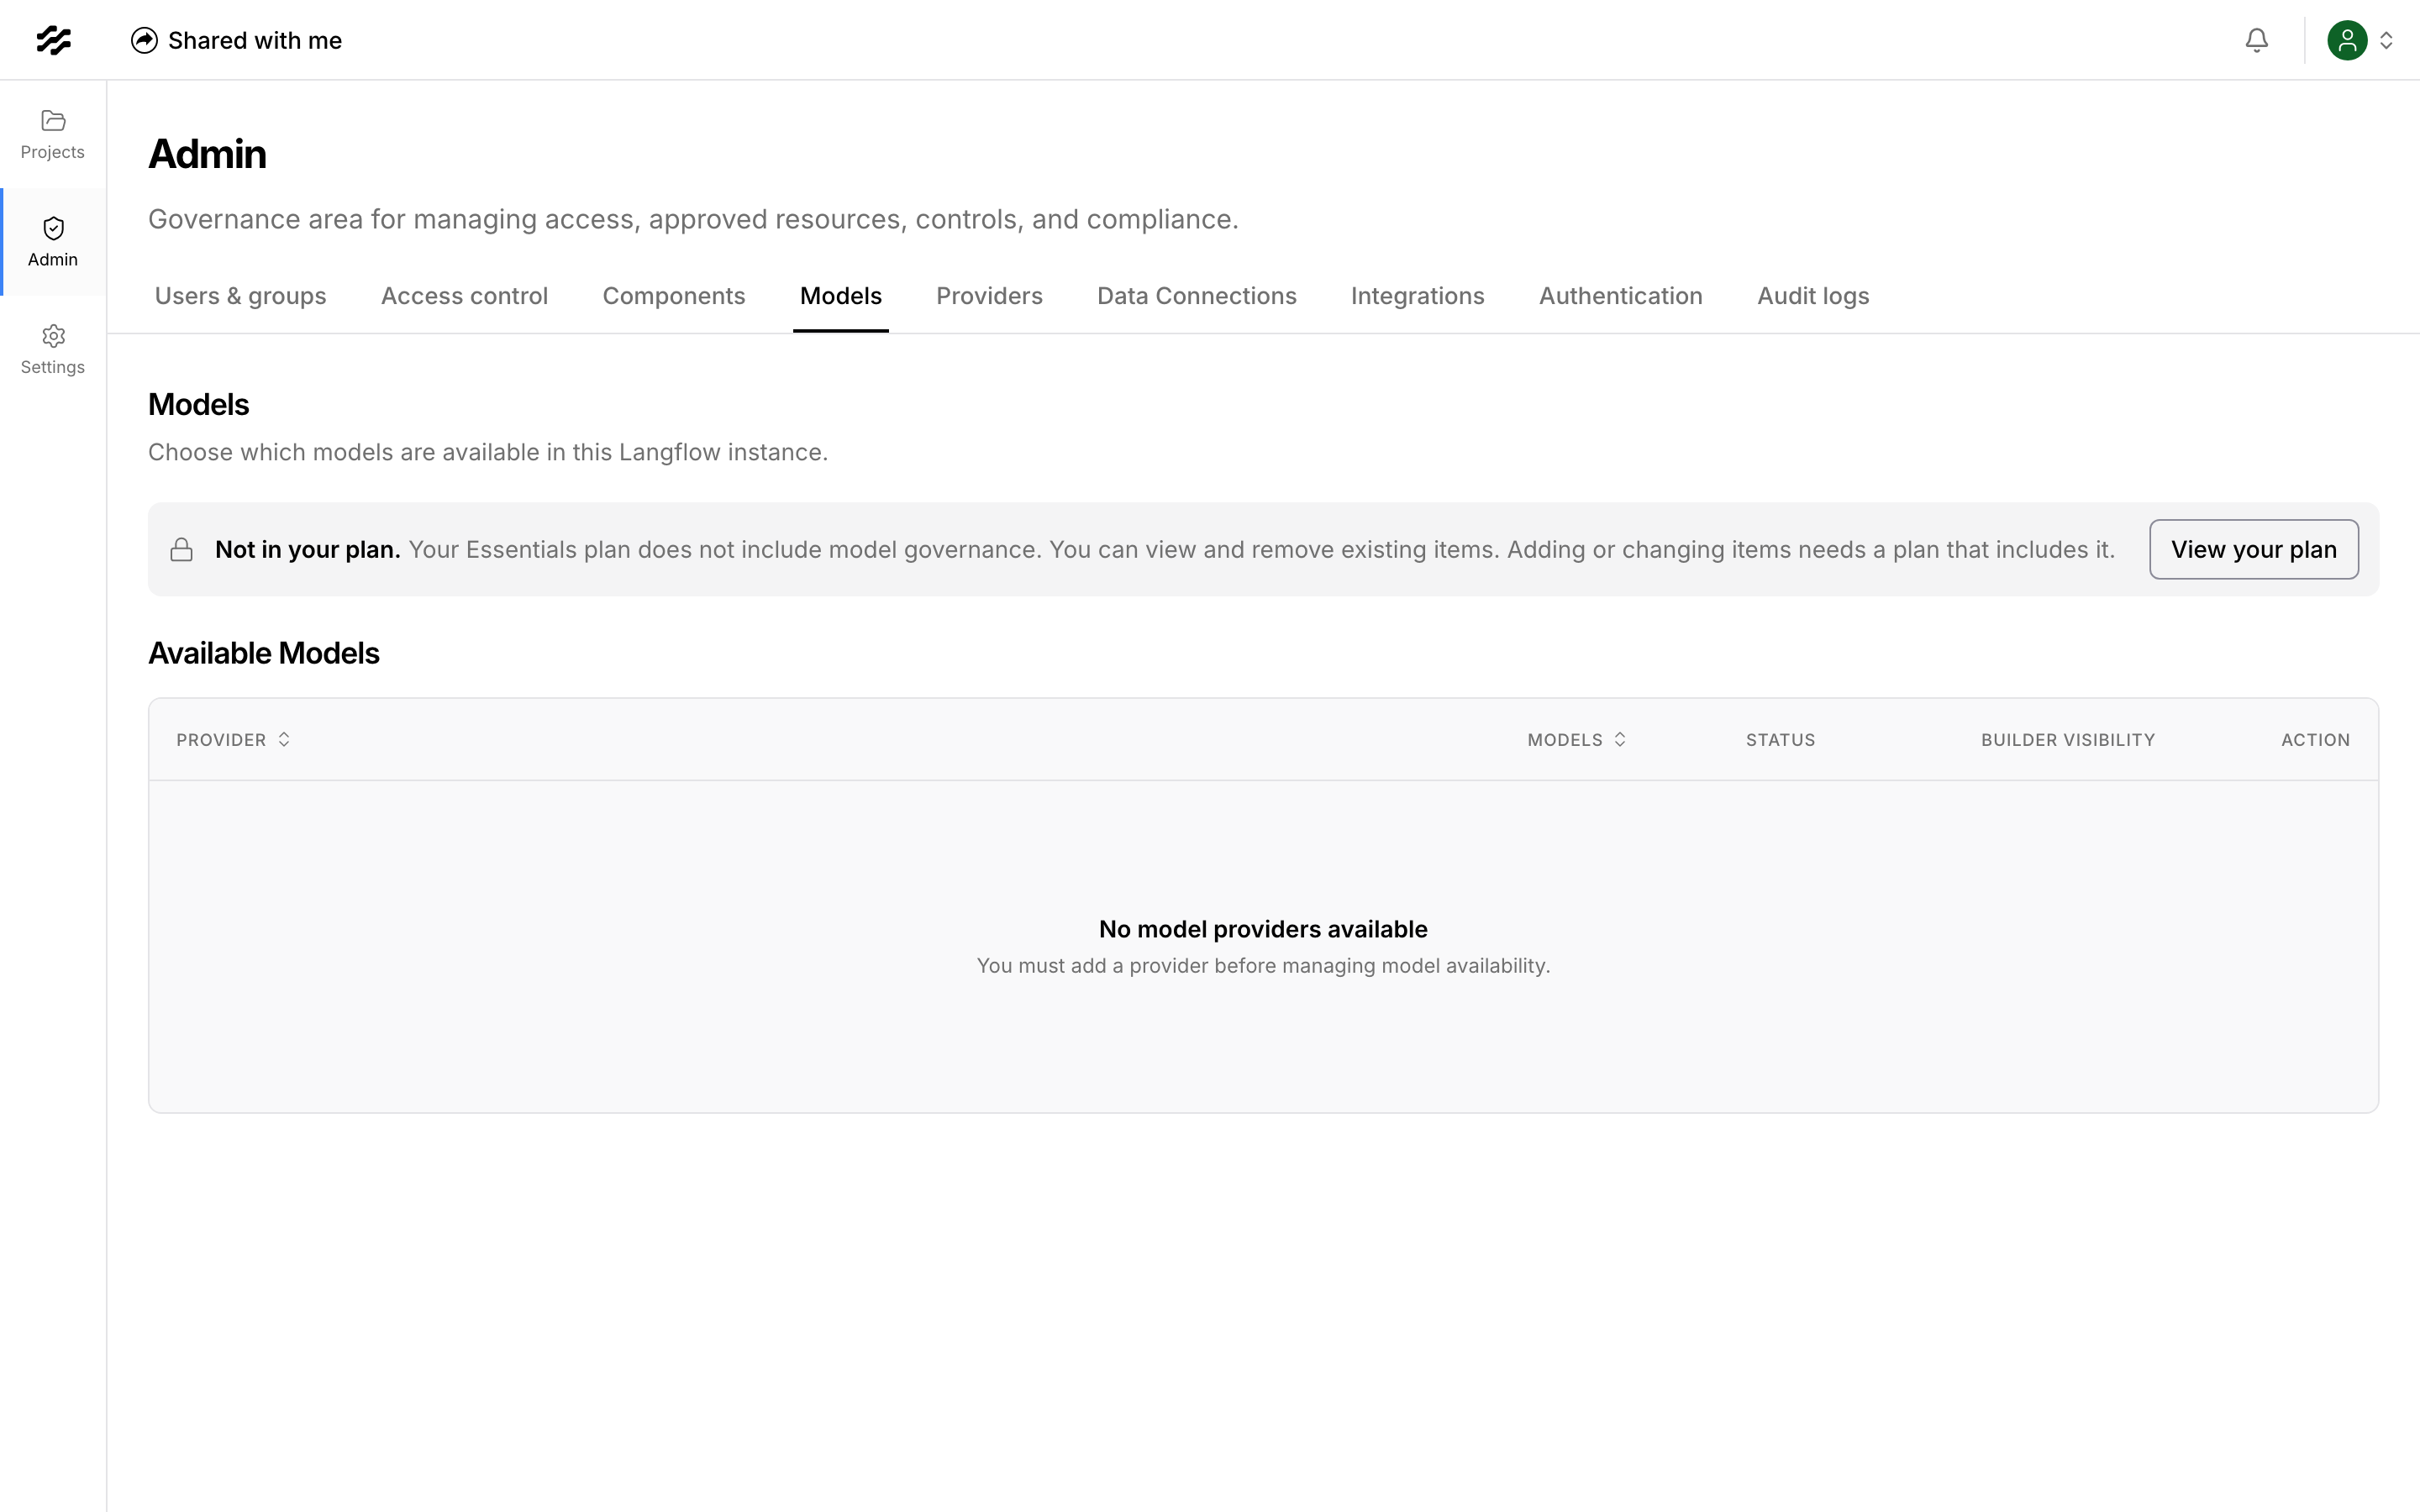 Shared with me
Projects
Admin
Settings
Admin
Governance area for managing access, approved resources, controls, and compliance.
Users & groups Access control Components Models Providers Data Connections Integrations Authentication Audit logs
Models
Choose which models are available in this Langflow instance.
Not in your plan. Your Essentials plan does not include model governance. You can view and remove existing items. Adding or changing items needs a plan that includes it. View your plan
Available Models
PROVIDER MODELS STATUS BUILDER VISIBILITY ACTION
No model providers available
You must add a provider before managing model availability.